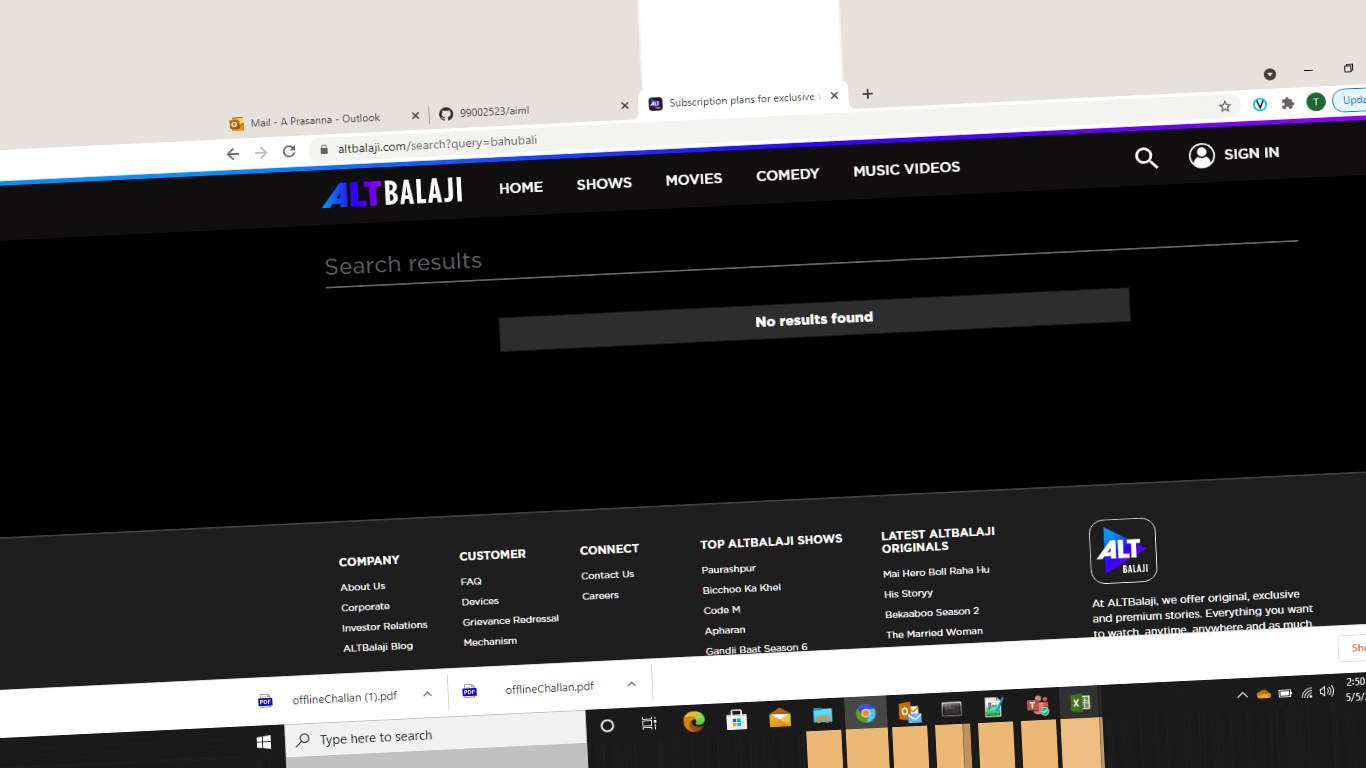 Mail - A Prasanna - Outlook
99002523/aiml
Subscription plans for exclusive s
altbalaji.com/search?query=bahubali
T
Upda
ALTBALAJI
HOME
SHOWS
MOVIES
COMEDY
MUSIC VIDEOS
SIGN IN
Search results
No results found
COMPANY
About Us
Corporate
Investor Relations
ALTBalaji Blog
CUSTOMER
FAQ
Devices
Grievance Redressal
Mechanism
CONNECT
Contact Us
Careers
TOP ALTBALAJI SHOWS
Paurashpur
Bicchoo Ka Khel
Code M
Apharan
Gandii Baat Season 6
LATEST ALTBALAJI
ORIGINALS
Mai Hero Boll Raha Hu
His Storyy
Bekaaboo Season 2
The Married Woman
ALT
BALAJI
At ALTBalaji, we offer original, exclusive
and premium stories. Everything you want
to watch, anytime, anywhere and as much
offlineChallan (1).pdf
offlineChallan.pdf
Sho
Type here to search
2:50
5/5/